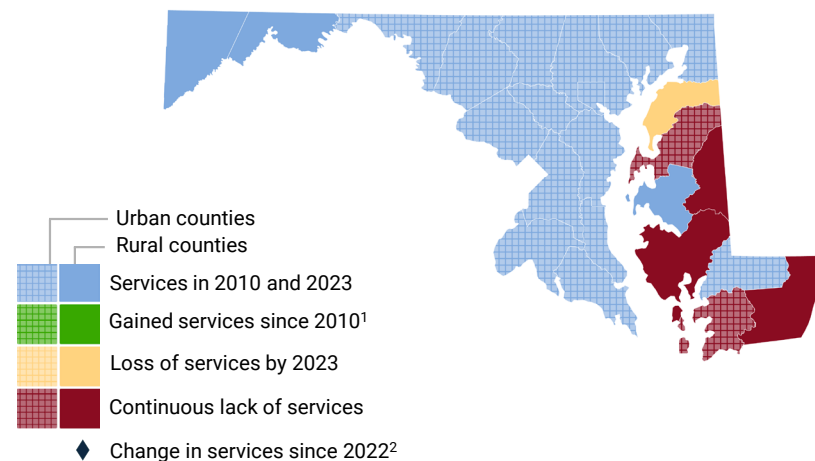 Urban counties
Rural counties
Services in 2010 and 2023
Gained services since 2010¹
Loss of services by 2023
Continuous lack of services
Change in services since 2022²